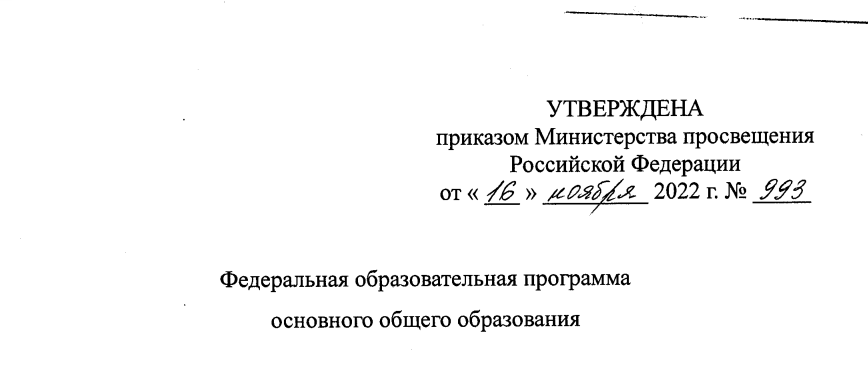 УТВЕРЖДЕНА
приказом Министерства просвещения
Российской Федерации
от « 16 » ноября 2022 г. № 993
Федеральная образовательная программа
основного общего образования